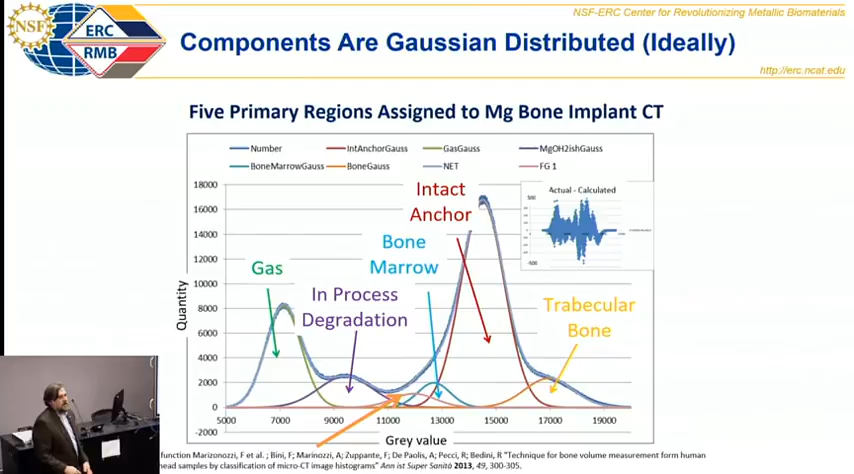 NSF-ERC Center for Revolutionizing Metallic Biomaterials
NSF
ERC
RMB
Components Are Gaussian Distributed (Ideally)
http://erc.ncat.edu
Five Primary Regions Assigned to Mg Bone Implant CT
Number IntAnchorGauss GasGauss MgOH2ishGauss
BoneMarrowGauss BoneGauss NET FG 1
18000
16000
14000
12000
10000
8000
6000
4000
2000
0
-2000
Quantity
Gas
In Process
Degradation
Bone
Marrow
Intact
Anchor
Trabecular
Bone
Actual - Calculated
500
-500
5000 7000 9000 11000 13000 15000 17000 19000
Grey value
function Marizonozzi, F et al. ; Bini, F; Marinozzi, A; Zuppante, F; De Paolis, A; Pecci, R; Bedini, R "Technique for bone volume measurement form human
head samples by classification of micro-CT image histograms" Ann ist Super Sanità 2013, 49, 300-305.